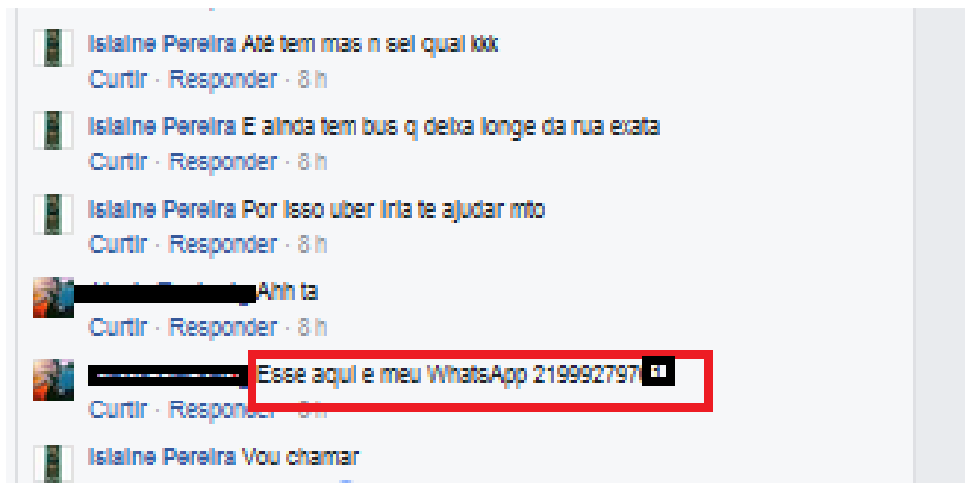 Islaine Pereira Até tem mas n sei qual kkk
Curtir · Responder · 8 h
Islaine Pereira E ainda tem bus q deixa longe da rua exata
Curtir · Responder · 8 h
Islaine Pereira Por isso uber iria te ajudar mto
Curtir · Responder · 8 h
Ahh ta
Curtir · Responder · 8 h
Esse aqui e meu WhatsApp
Curtir · Responder · 8 h
Islaine Pereira Vou chamar